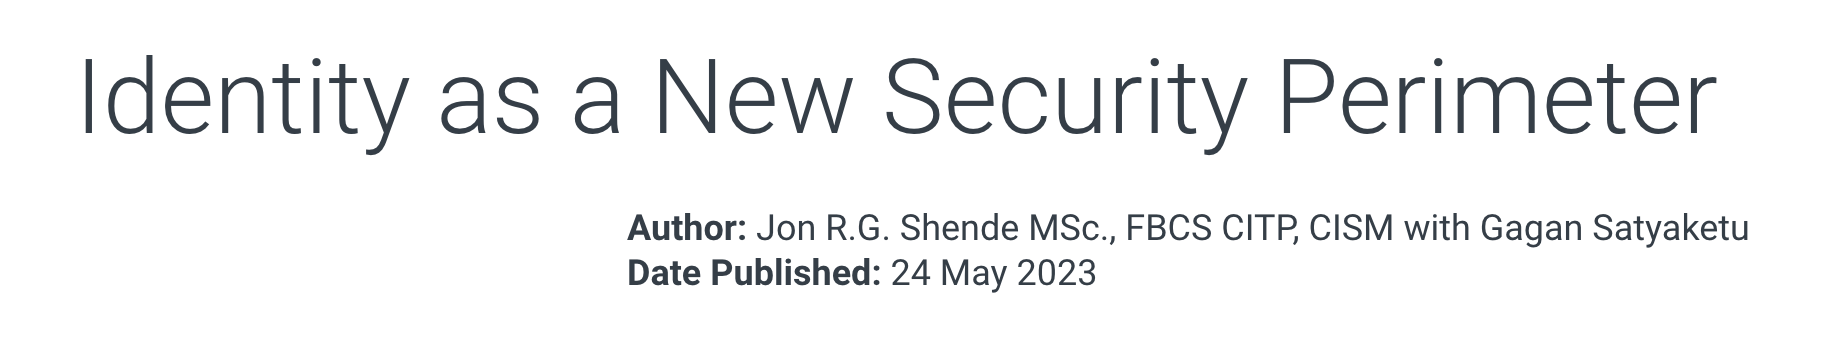 Identity as a New Security Perimeter
Author: Jon R.G. Shende MSc., FBCS CITP, CISM with Gagan Satyaketu
Date Published: 24 May 2023